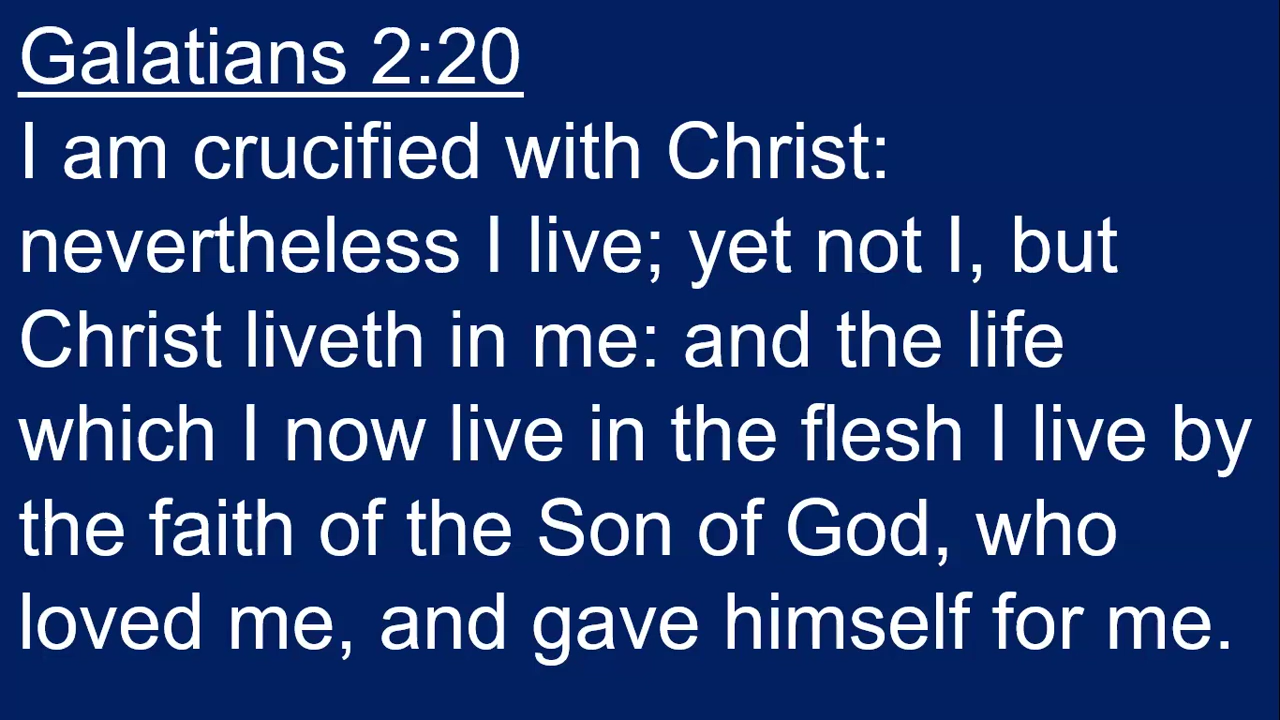 Galatians 2:20
I am crucified with Christ:
nevertheless I live; yet not I, but
Christ liveth in me: and the life
which I now live in the flesh I live by
the faith of the Son of God, who
loved me, and gave himself for me.